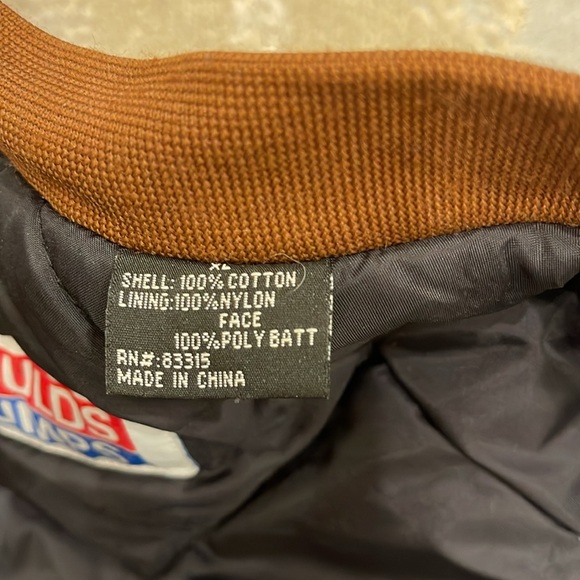 XL
SHELL: 100% COTTON
LINING:100%NYLON
FACE
100%POLY BATT
RN#:83315
MADE IN CHINA